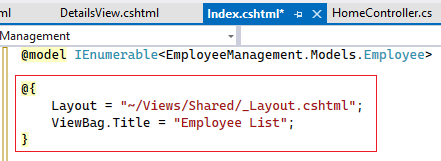 ml DetailsView.cshtml Index.cshtml* HomeController.cs
Management
@model IEnumerable<EmployeeManagement.Models.Employee>
@{
Layout = "~/Views/Shared/_Layout.cshtml";
ViewBag.Title = "Employee List";
}